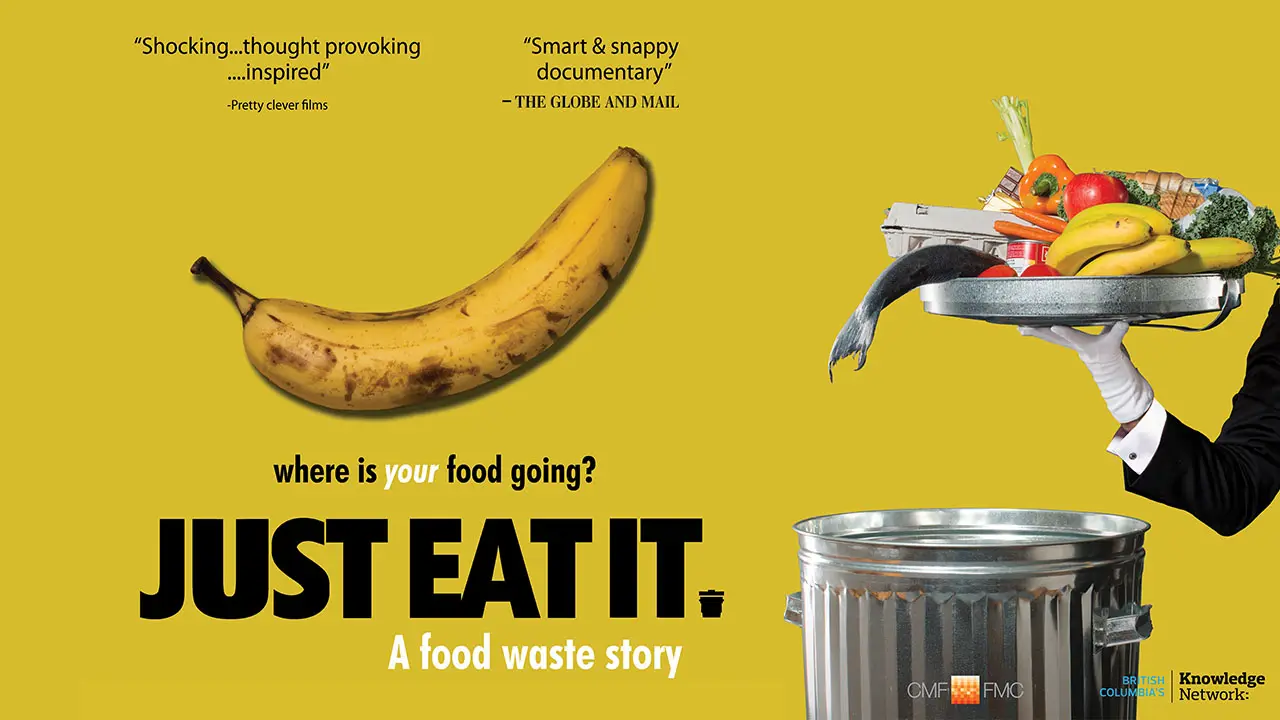 “Shocking...thought provoking
....inspired”
-Pretty clever films
“Smart & snappy
documentary”
– THE GLOBE AND MAIL
where is your food going?
JUST EAT IT.
A food waste story
CMF FMC
BRITISH
COLUMBIA'S
Knowledge
Network: